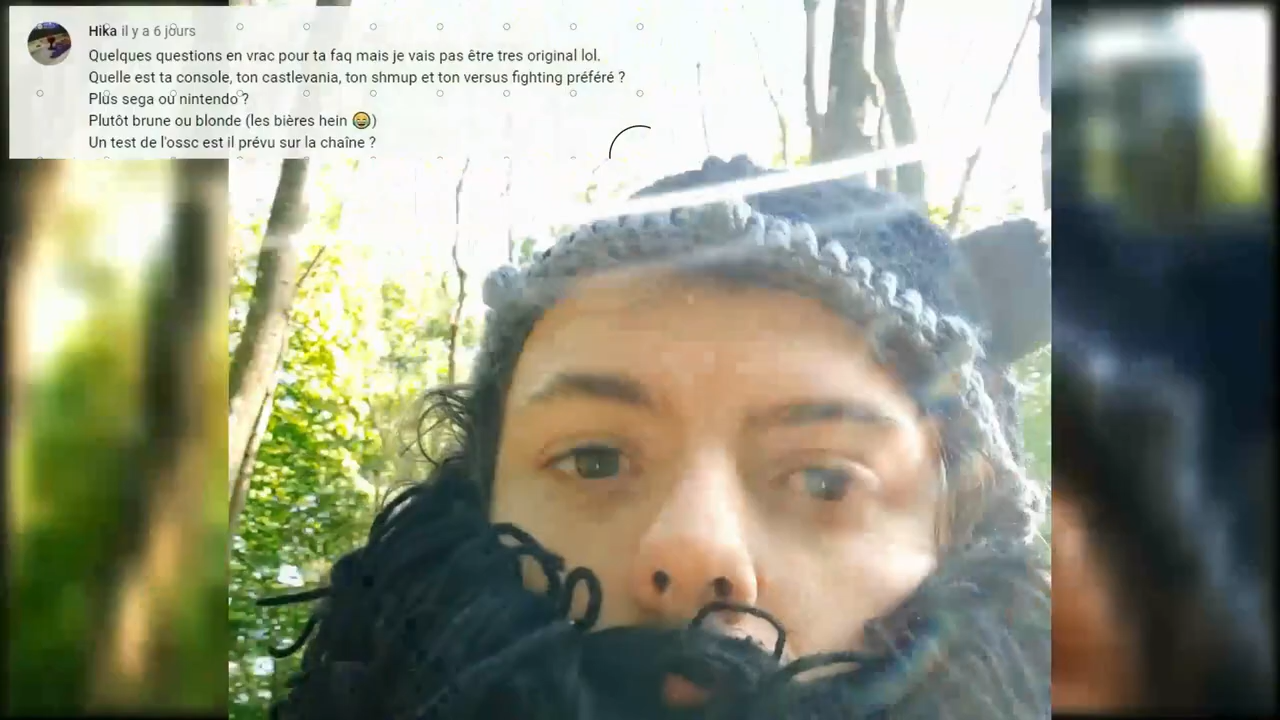 Hika il y a 6 jours
Quelques questions en vrac pour ta faq mais je vais pas être tres original lol.
Quelle est ta console, ton castlevania, ton shmup et ton versus fighting préféré ?
Plus sega ou nintendo ?
Plutôt brune ou blonde (les bières hein 😅)
Un test de l'ossc est il prévu sur la chaîne ?